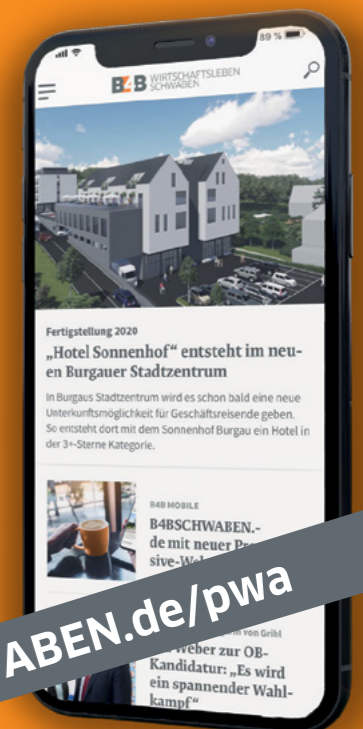 89 %
B4B WIRTSCHAFTSLEBEN
SCHWABEN
Fertigstellung 2020
„Hotel Sonnenhof“ entsteht im neu-
en Burgauer Stadtzentrum
In Burgaus Stadtzentrum wird es schon bald eine neue
Unterkunftsmöglichkeit für Geschäftsreisende geben.
So entsteht dort mit dem Sonnenhof Burgau ein Hotel in
der 3+-Sterne Kategorie.
B4B MOBILE
B4BSCHWABEN.-
de mit neuer
ABEN.de/pwa
von Gribl
Weber zur OB-
Kandidatur: „Es wird
ein spannender Wahl-
kampf“